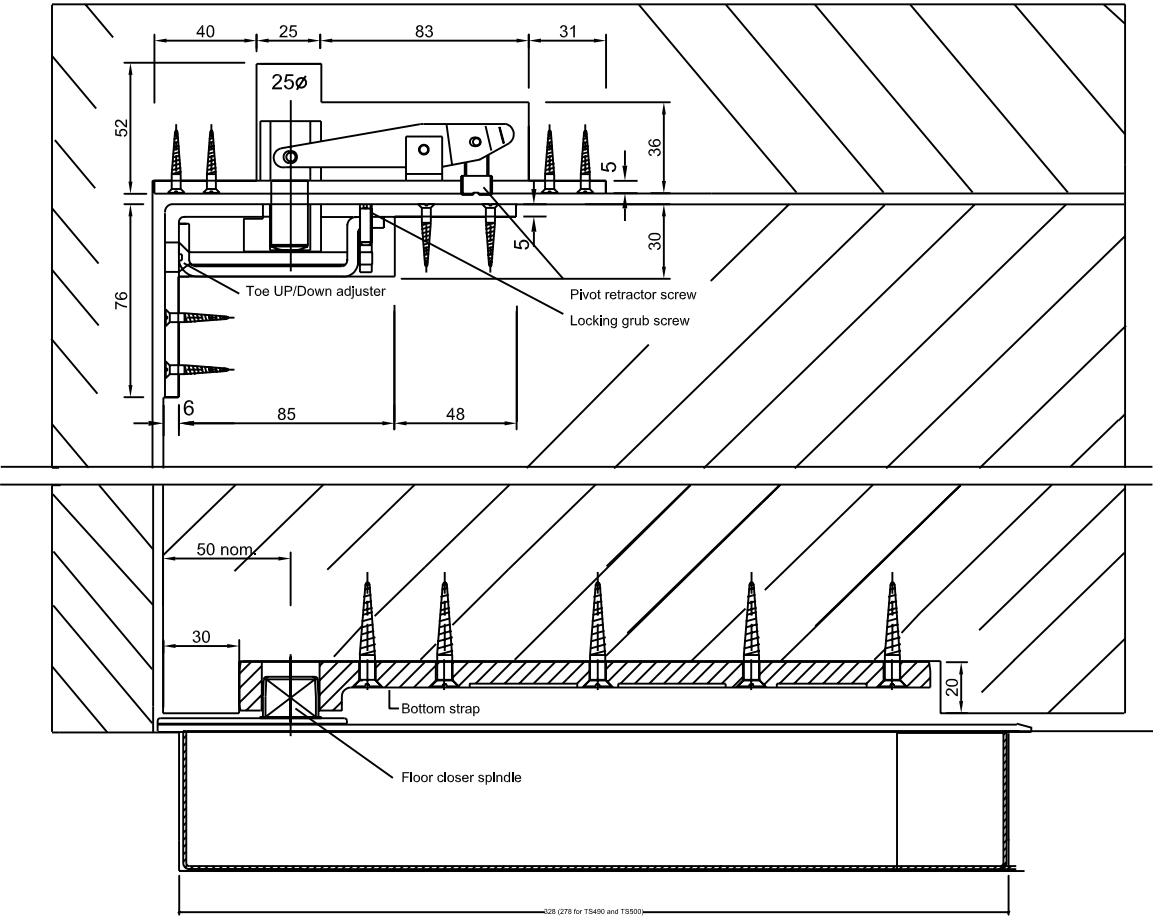 40
25
83
31
25ø
52
36
5
5
30
76
Toe UP/Down adjuster
Pivot retractor screw
Locking grub screw
6
85
48
50 nom.
30
20
Bottom strap
Floor closer spindle
328 (278 for TS490 and TS500)